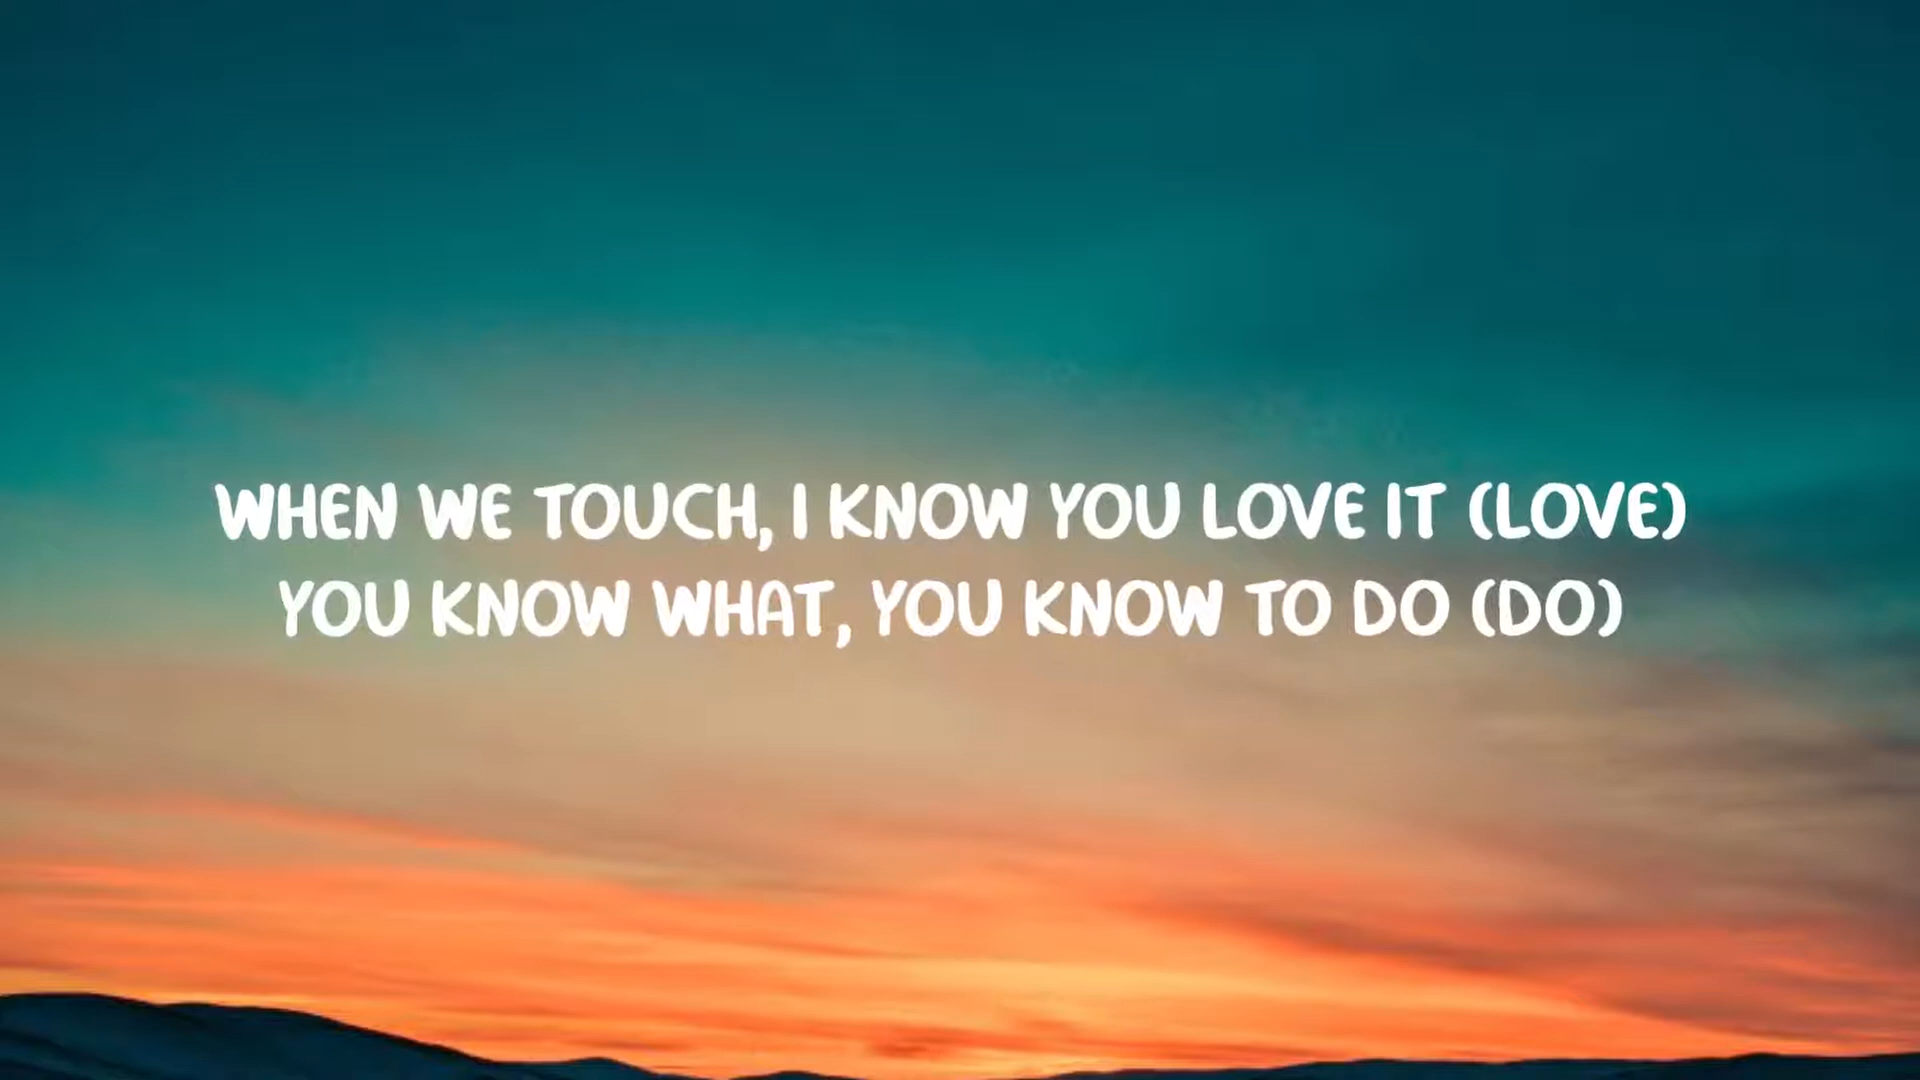 WHEN WE TOUCH, I KNOW YOU LOVE IT (LOVE)
YOU KNOW WHAT, YOU KNOW TO DO (DO)